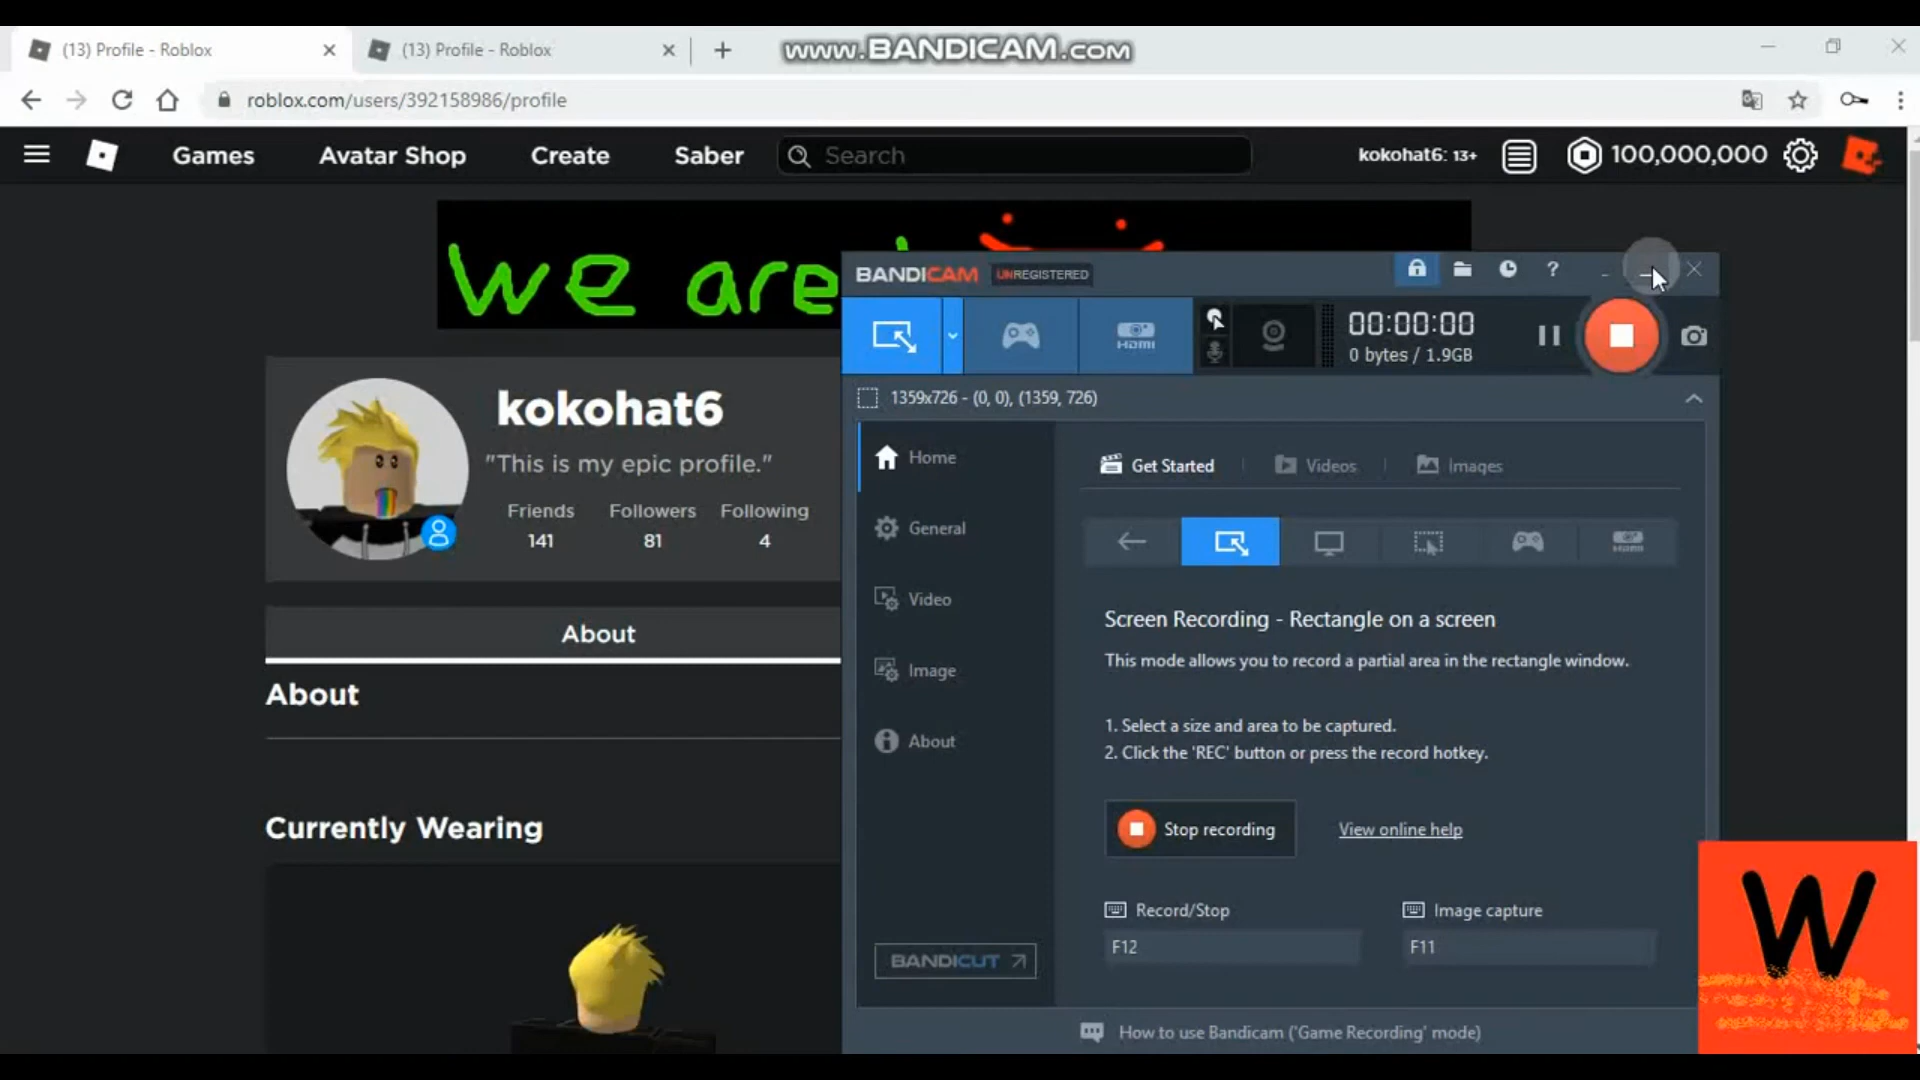 (13) Profile - Roblox
(13) Profile - Roblox
www.BANDICAM.com
roblox.com/users/392158986/profile
Games
Avatar Shop
Create
Saber
Search
kokohat6: 13+
100,000,000
we are
BANDICAM
UNREGISTERED
00:00:00
0 bytes / 1.9GB
HDMI
1359x726 - (0, 0), (1359, 726)
kokohat6
"This is my epic profile."
Friends
Followers
Following
141
81
4
About
About
Currently Wearing
Home
General
Video
Image
About
BANDICUT
Get Started
Videos
Images
HDMI
Screen Recording - Rectangle on a screen
This mode allows you to record a partial area in the rectangle window.
1. Select a size and area to be captured.
2. Click the 'REC' button or press the record hotkey.
Stop recording
View online help
Record/Stop
Image capture
F12
F11
How to use Bandicam ('Game Recording' mode)
W